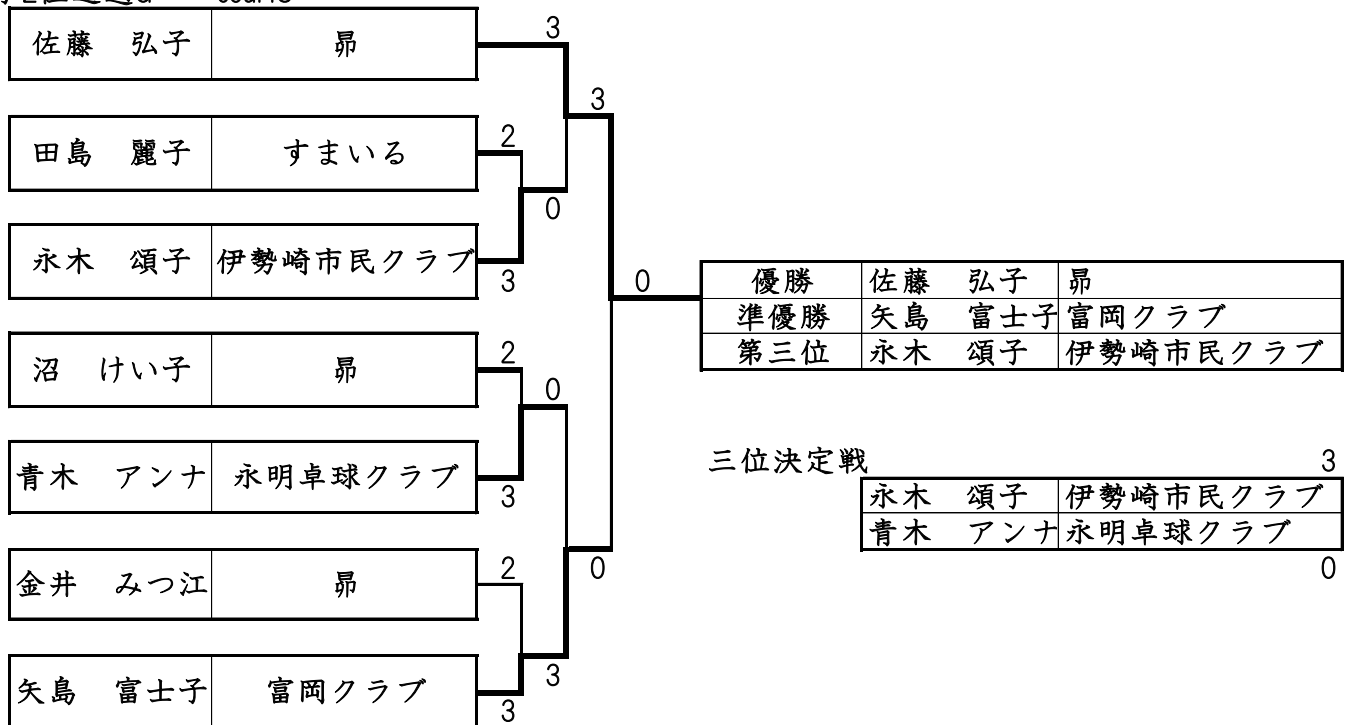 佐藤 弘子 昴
3
3
田島 麗子 すまいる
2
0
永木 頌子 伊勢崎市民クラブ
3
0
優勝 佐藤 弘子 昴
準優勝 矢島 富士子 富岡クラブ
第三位 永木 頌子 伊勢崎市民クラブ
沼 けい子 昴
2
0
青木 アンナ 永明卓球クラブ
3
三位決定戦 3
永木 頌子 伊勢崎市民クラブ
青木 アンナ 永明卓球クラブ
0
金井 みつ江 昴
2
0
矢島 富士子 富岡クラブ
3
3